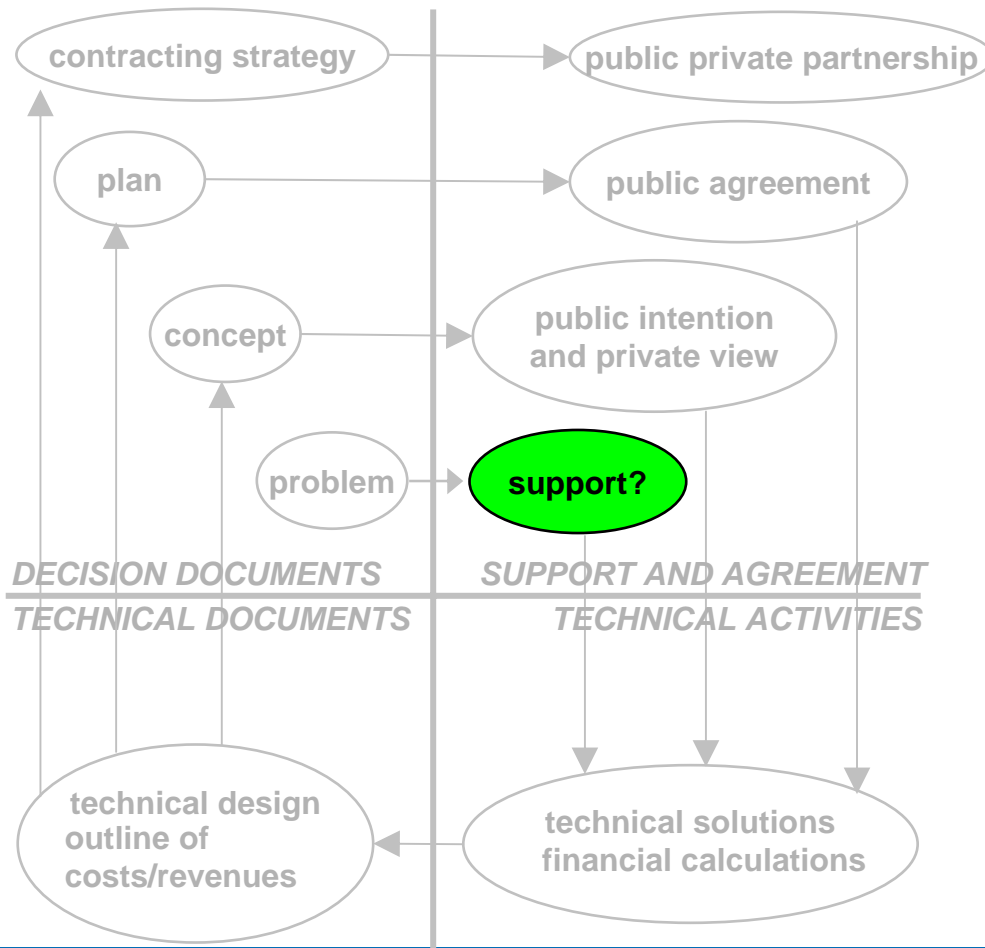 contracting strategy
public private partnership
plan
public agreement
concept
public intention
and private view
problem
support?
DECISION DOCUMENTS
SUPPORT AND AGREEMENT
TECHNICAL DOCUMENTS
TECHNICAL ACTIVITIES
technical design
outline of
costs/revenues
technical solutions
financial calculations